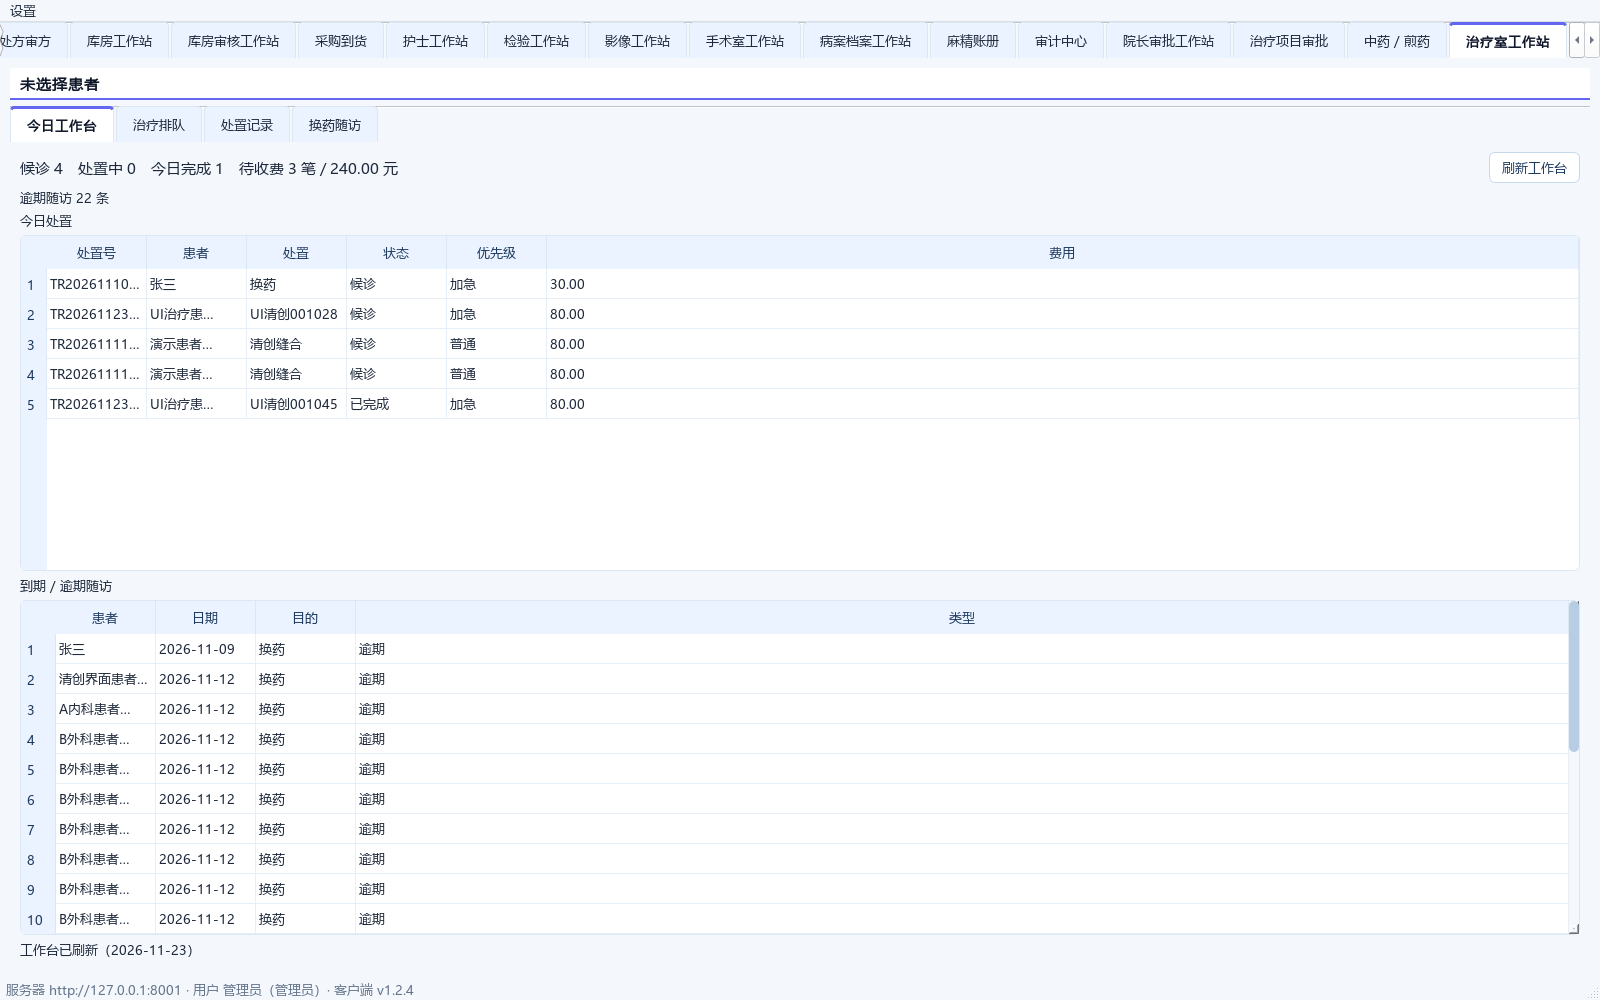 设置
处方审方 库房工作站 库房审核工作站 采购到货 护士工作站 检验工作站 影像工作站 手术室工作站 病案档案工作站 麻精账册 审计中心 院长审批工作站 治疗项目审批 中药 / 煎药 治疗室工作站
未选择患者
今日工作台 治疗排队 处置记录 换药随访
候诊 4 处置中 0 今日完成 1 待收费 3 笔 / 240.00 元 刷新工作台
逾期随访 22 条
今日处置
处置号 患者 处置 状态 优先级 费用
1 TR20261110... 张三 换药 候诊 加急 30.00
2 TR20261123... UI治疗患... UI清创001028 候诊 加急 80.00
3 TR20261111... 演示患者... 清创缝合 候诊 普通 80.00
4 TR20261111... 演示患者... 清创缝合 候诊 普通 80.00
5 TR20261123... UI治疗患... UI清创001045 已完成 加急 80.00
到期 / 逾期随访
患者 日期 目的 类型
1 张三 2026-11-09 换药 逾期
2 清创界面患者... 2026-11-12 换药 逾期
3 A内科患者... 2026-11-12 换药 逾期
4 B外科患者... 2026-11-12 换药 逾期
5 B外科患者... 2026-11-12 换药 逾期
6 B外科患者... 2026-11-12 换药 逾期
7 B外科患者... 2026-11-12 换药 逾期
8 B外科患者... 2026-11-12 换药 逾期
9 B外科患者... 2026-11-12 换药 逾期
10 B外科患者... 2026-11-12 换药 逾期
工作台已刷新（2026-11-23）
服务器 http://127.0.0.1:8001 · 用户 管理员（管理员）· 客户端 v1.2.4